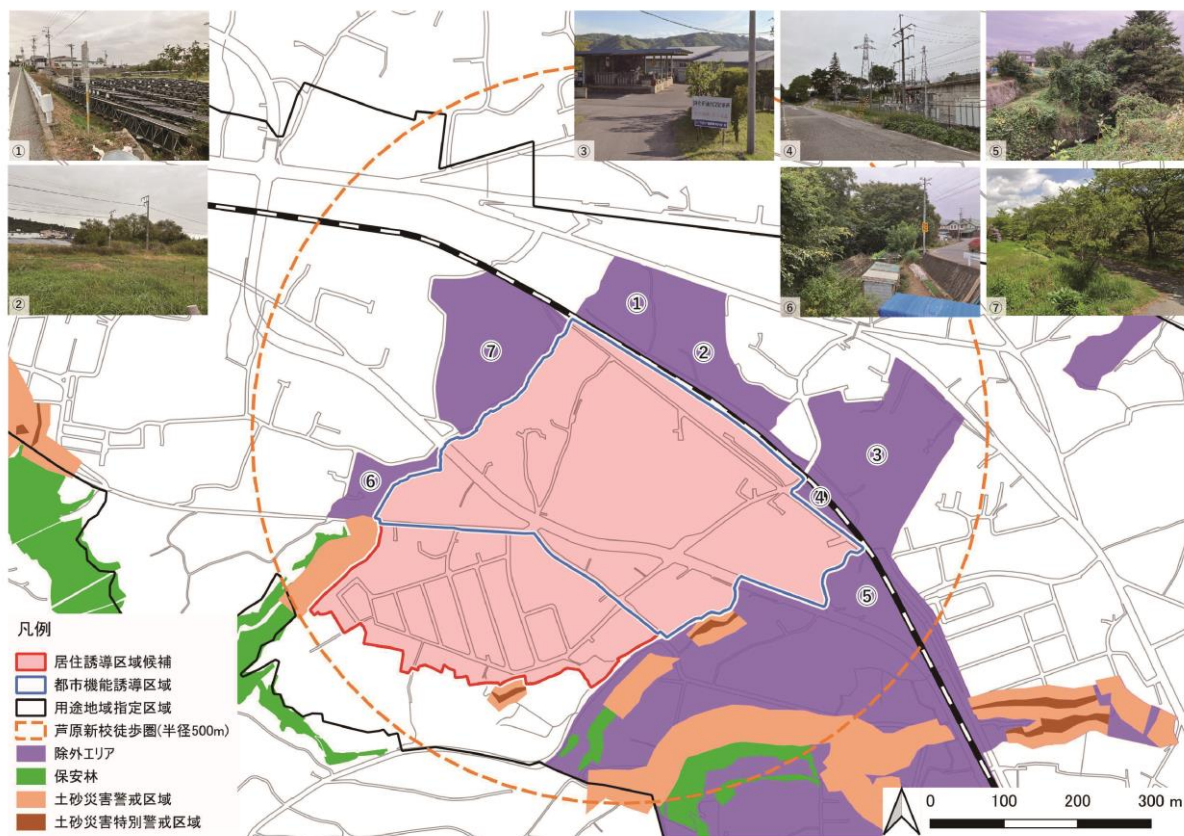 ①
②
③
④
⑤
⑥
⑦
①
②
③
④
⑤
⑥
⑦
凡例
居住誘導区域候補
都市機能誘導区域
用途地域指定区域
芦原新校徒歩圏(半径500m)
除外エリア
保安林
土砂災害警戒区域
土砂災害特別警戒区域
0 100 200 300 m